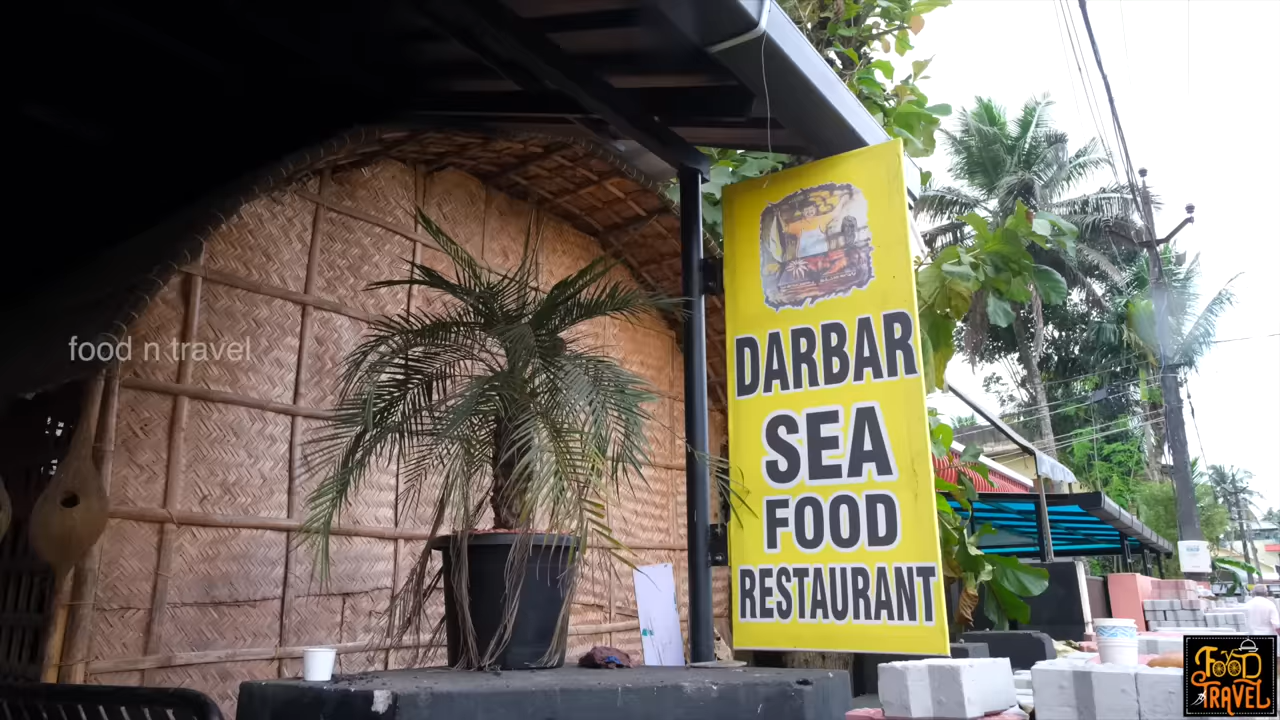 food n travel
DARBAR
SEA
FOOD
RESTAURANT
FOOD
N TRAVEL